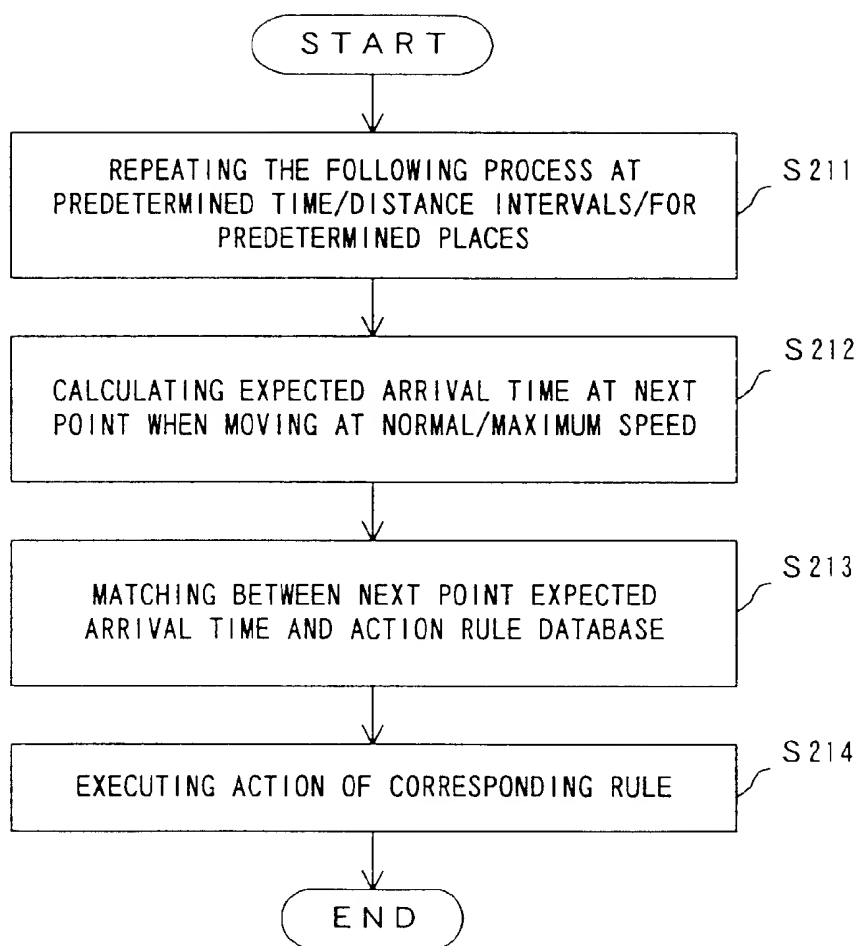 START
REPEATING THE FOLLOWING PROCESS AT
PREDETERMINED TIME/DISTANCE INTERVALS/FOR
PREDETERMINED PLACES
S211
CALCULATING EXPECTED ARRIVAL TIME AT NEXT
POINT WHEN MOVING AT NORMAL/MAXIMUM SPEED
S212
MATCHING BETWEEN NEXT POINT EXPECTED
ARRIVAL TIME AND ACTION RULE DATABASE
S213
EXECUTING ACTION OF CORRESPONDING RULE
S214
END